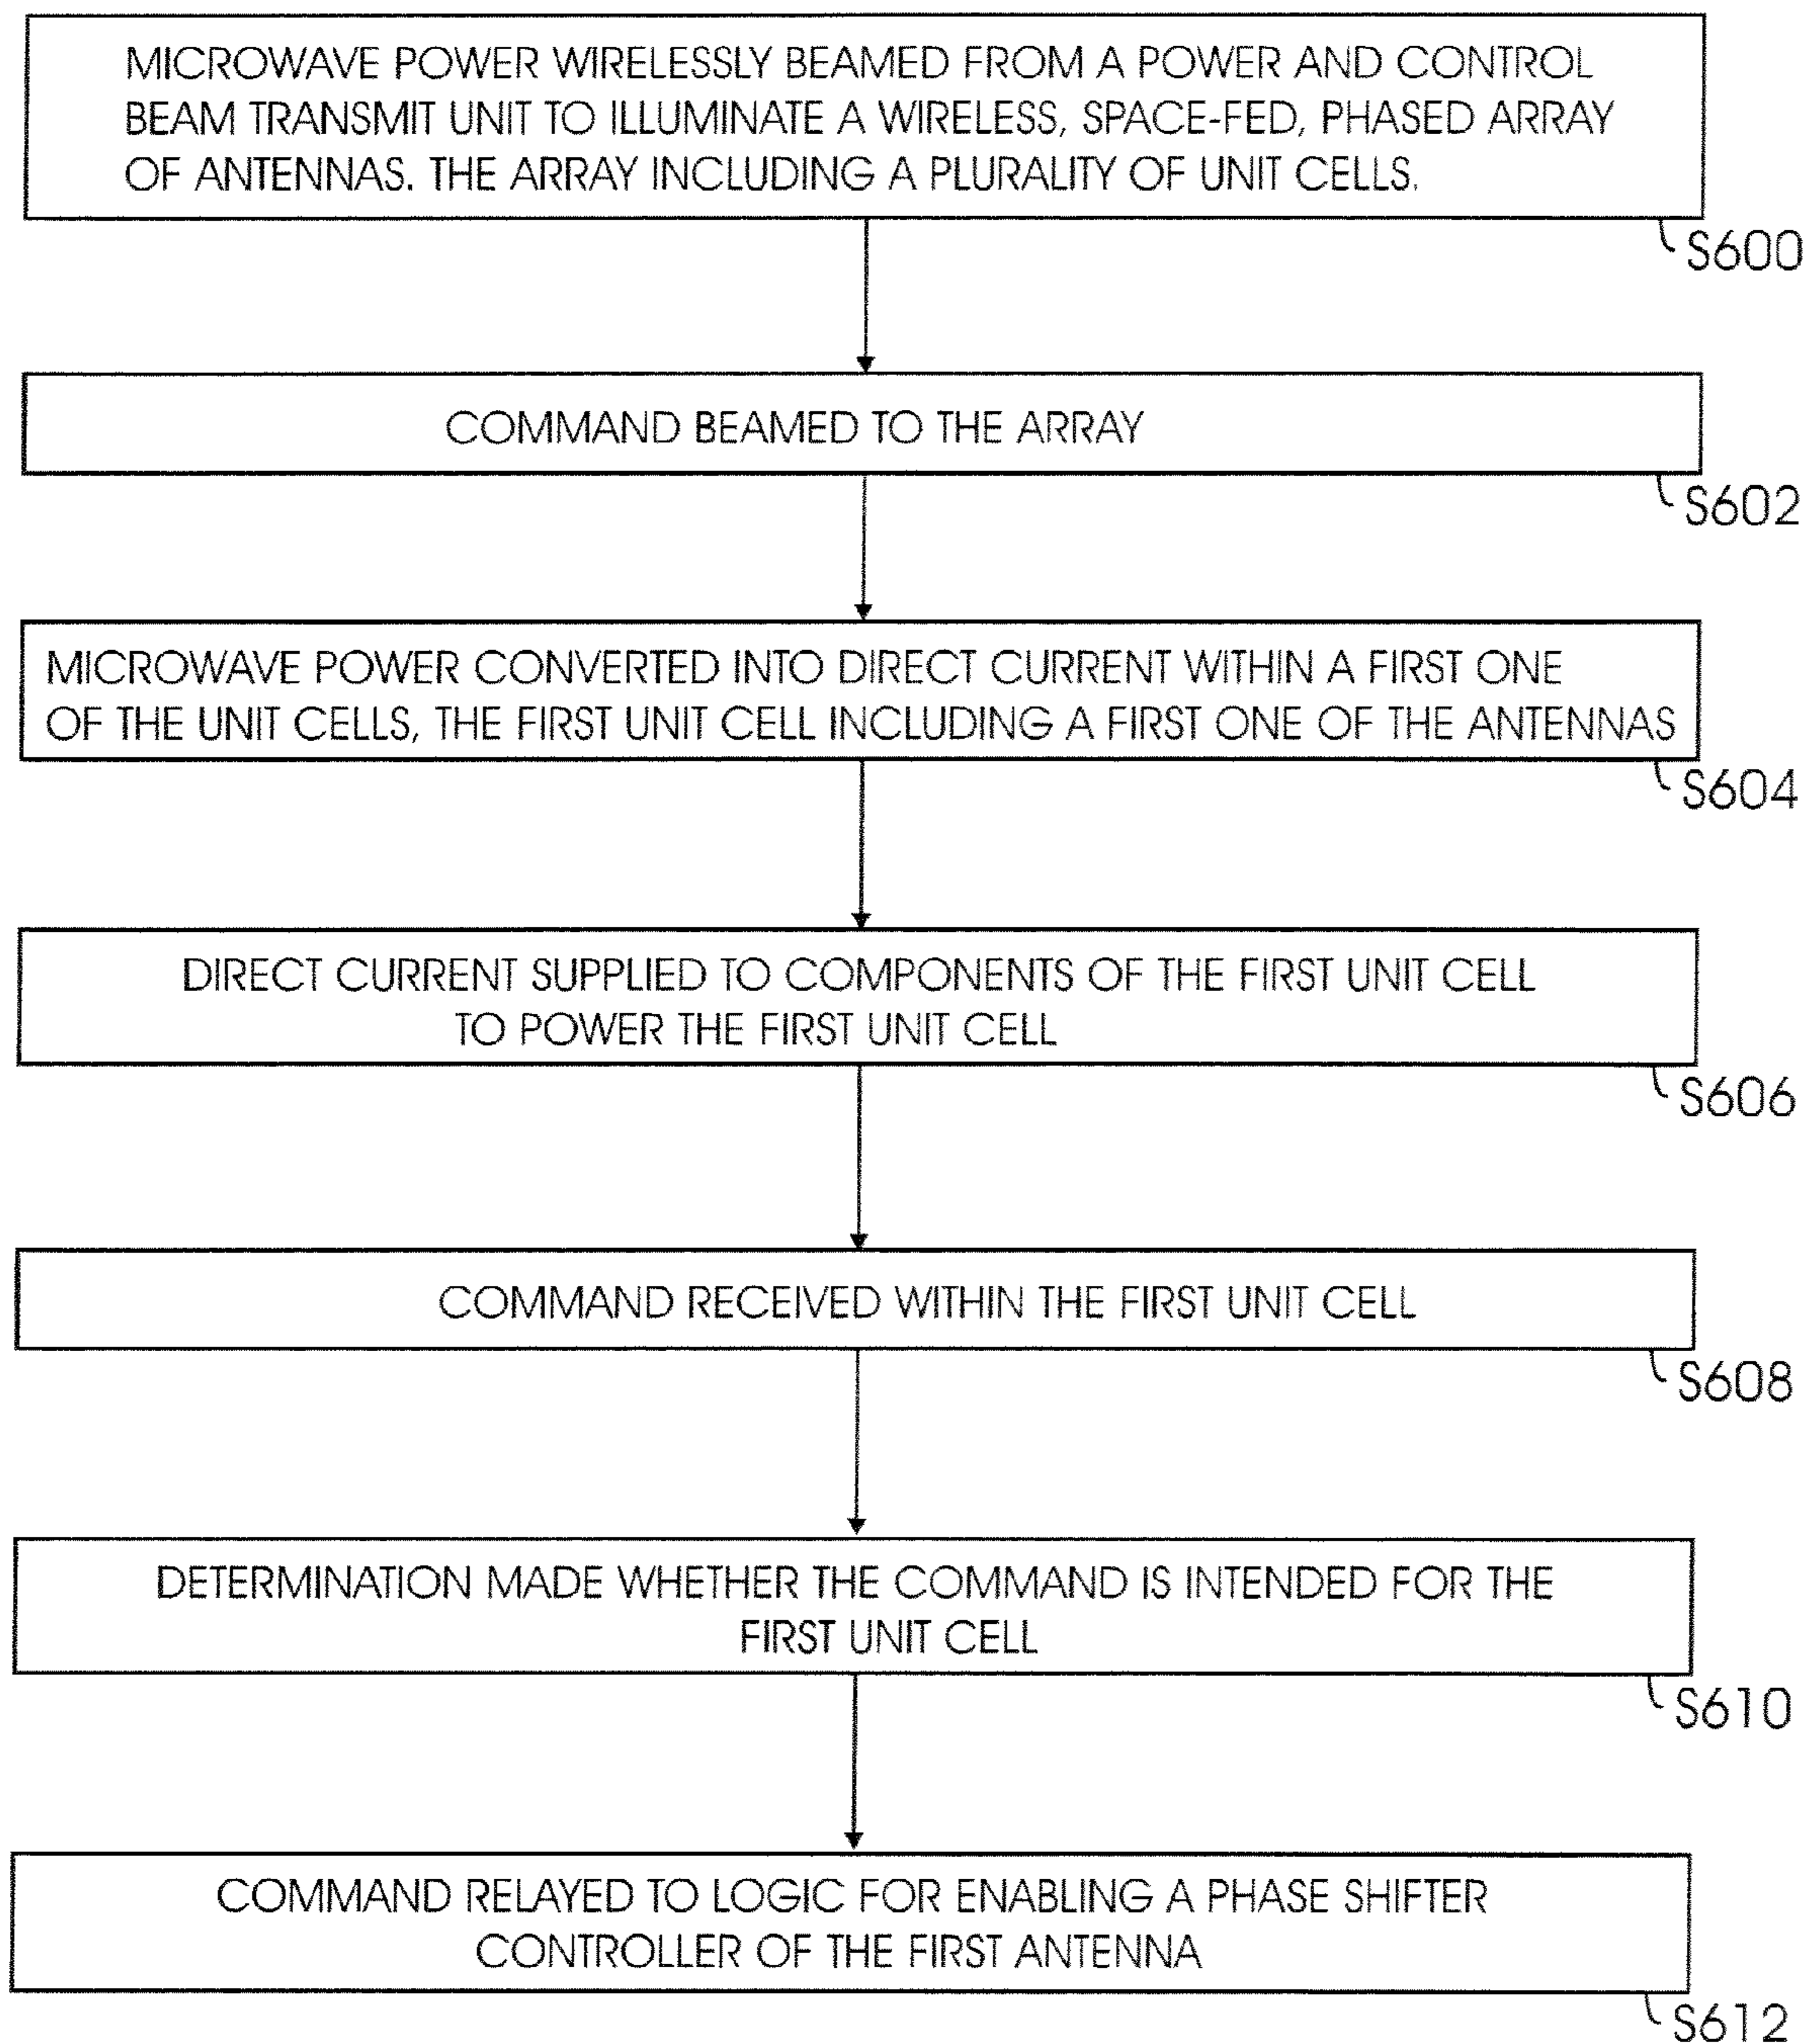 MICROWAVE POWER WIRELESSLY BEAMED FROM A POWER AND CONTROL
BEAM TRANSMIT UNIT TO ILLUMINATE A WIRELESS, SPACE-FED, PHASED ARRAY
OF ANTENNAS. THE ARRAY INCLUDING A PLURALITY OF UNIT CELLS.
S600
COMMAND BEAMED TO THE ARRAY
S602
MICROWAVE POWER CONVERTED INTO DIRECT CURRENT WITHIN A FIRST ONE
OF THE UNIT CELLS, THE FIRST UNIT CELL INCLUDING A FIRST ONE OF THE ANTENNAS
S604
DIRECT CURRENT SUPPLIED TO COMPONENTS OF THE FIRST UNIT CELL
TO POWER THE FIRST UNIT CELL
S606
COMMAND RECEIVED WITHIN THE FIRST UNIT CELL
S608
DETERMINATION MADE WHETHER THE COMMAND IS INTENDED FOR THE
FIRST UNIT CELL
S610
COMMAND RELAYED TO LOGIC FOR ENABLING A PHASE SHIFTER
CONTROLLER OF THE FIRST ANTENNA
S612